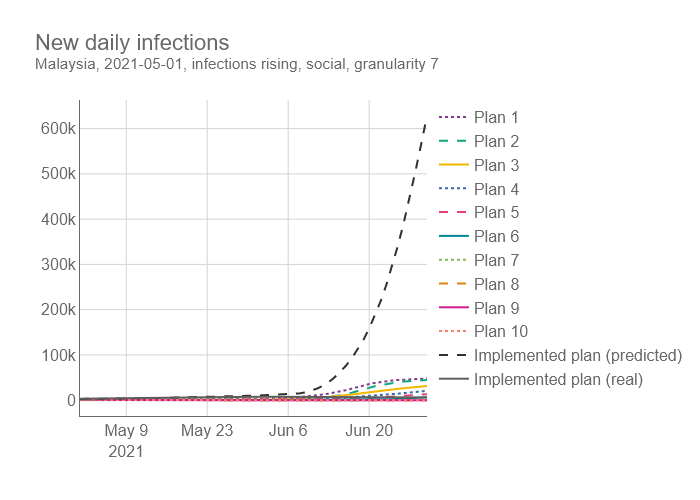 New daily infections
Malaysia, 2021-05-01, infections rising, social, granularity 7
600k
500k
400k
300k
200k
100k
0
May 9
2021
May 23
Jun 6
Jun 20
Plan 1
Plan 2
Plan 3
Plan 4
Plan 5
Plan 6
Plan 7
Plan 8
Plan 9
Plan 10
Implemented plan (predicted)
Implemented plan (real)